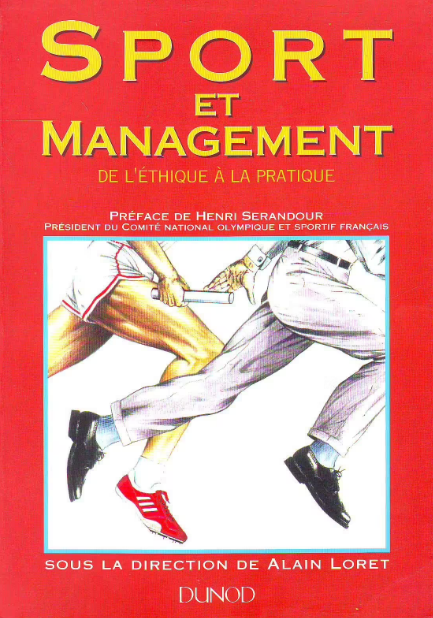 SPORT
ET
MANAGEMENT
DE L'ÉTHIQUE À LA PRATIQUE
PRÉFACE DE HENRI SERANDOUR
PRÉSIDENT DU COMITÉ NATIONAL OLYMPIQUE ET SPORTIF FRANÇAIS
SOUS LA DIRECTION DE ALAIN LORET
DUNOD